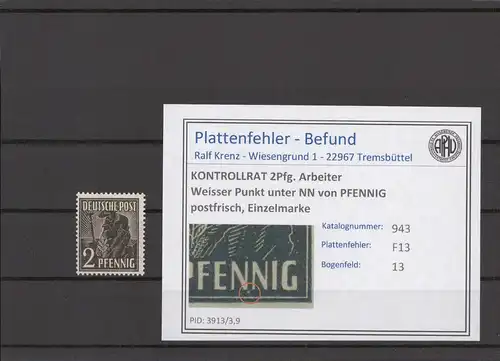 Plattenfehler - Befund
Ralf Krenz - Wiesengrund 1 - 22967 Tremsbüttel
KONTROLLRAT 2Pfg. Arbeiter
Weisser Punkt unter NN von PFENNIG
postfrisch, Einzelmarke
Katalognummer: 943
Plattenfehler: F13
Bogenfeld: 13
PFENNIG
PID: 3913/3,9
DEUTSCHE POST
2 PFENNIG